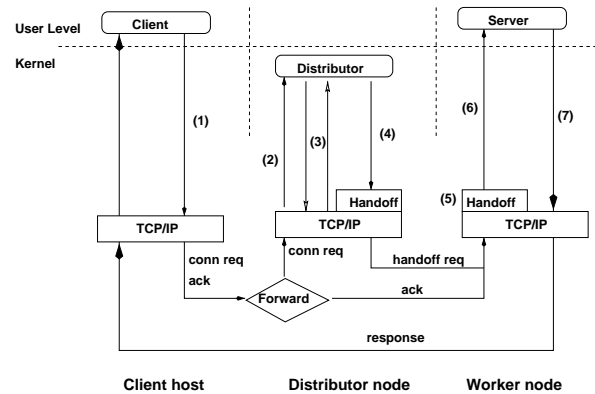 Client
Server
User Level
Kernel
Distributor
(1)
(2)
(3)
(4)
(6)
(7)
(5)
Handoff
Handoff
TCP/IP
TCP/IP
TCP/IP
conn req
ack
conn req
handoff req
Forward
ack
response
Client host
Distributor node
Worker node